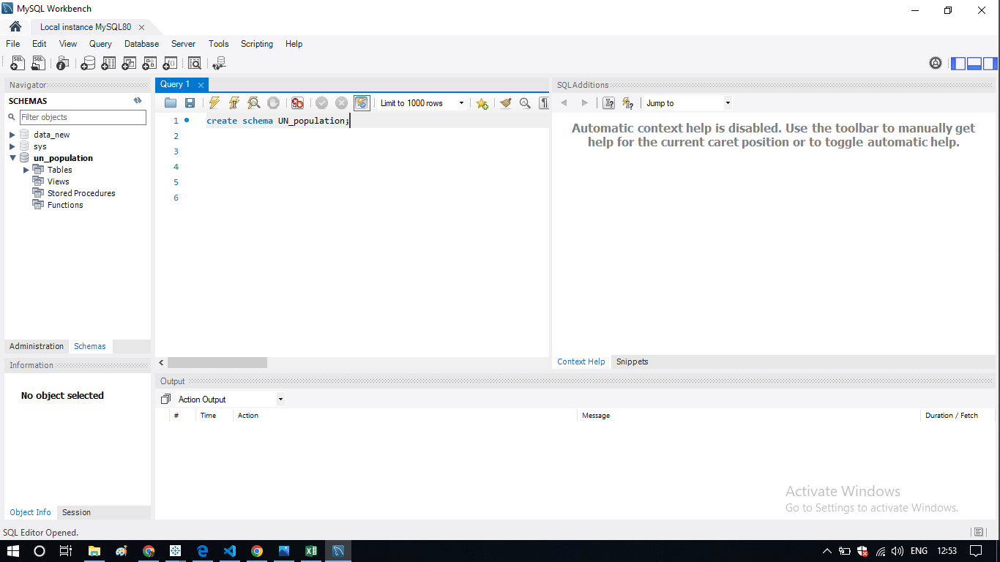 MySQL Workbench
Local instance MySQL80
File Edit View Query Database Server Tools Scripting Help
Navigator
SCHEMAS
Filter objects
data_new
sys
un_population
Tables
Views
Stored Procedures
Functions
Administration Schemas
Information
No object selected
Object Info Session
Query 1
Limit to 1000 rows
1 create schema UN_population;
2
3
4
5
6
SQLAdditions
Jump to
Automatic context help is disabled. Use the toolbar to manually get
help for the current caret position or to toggle automatic help.
Context Help Snippets
Output
Action Output
# Time Action Message Duration / Fetch
Activate Windows
Go to Settings to activate Windows.
SQL Editor Opened.
ENG 12:53